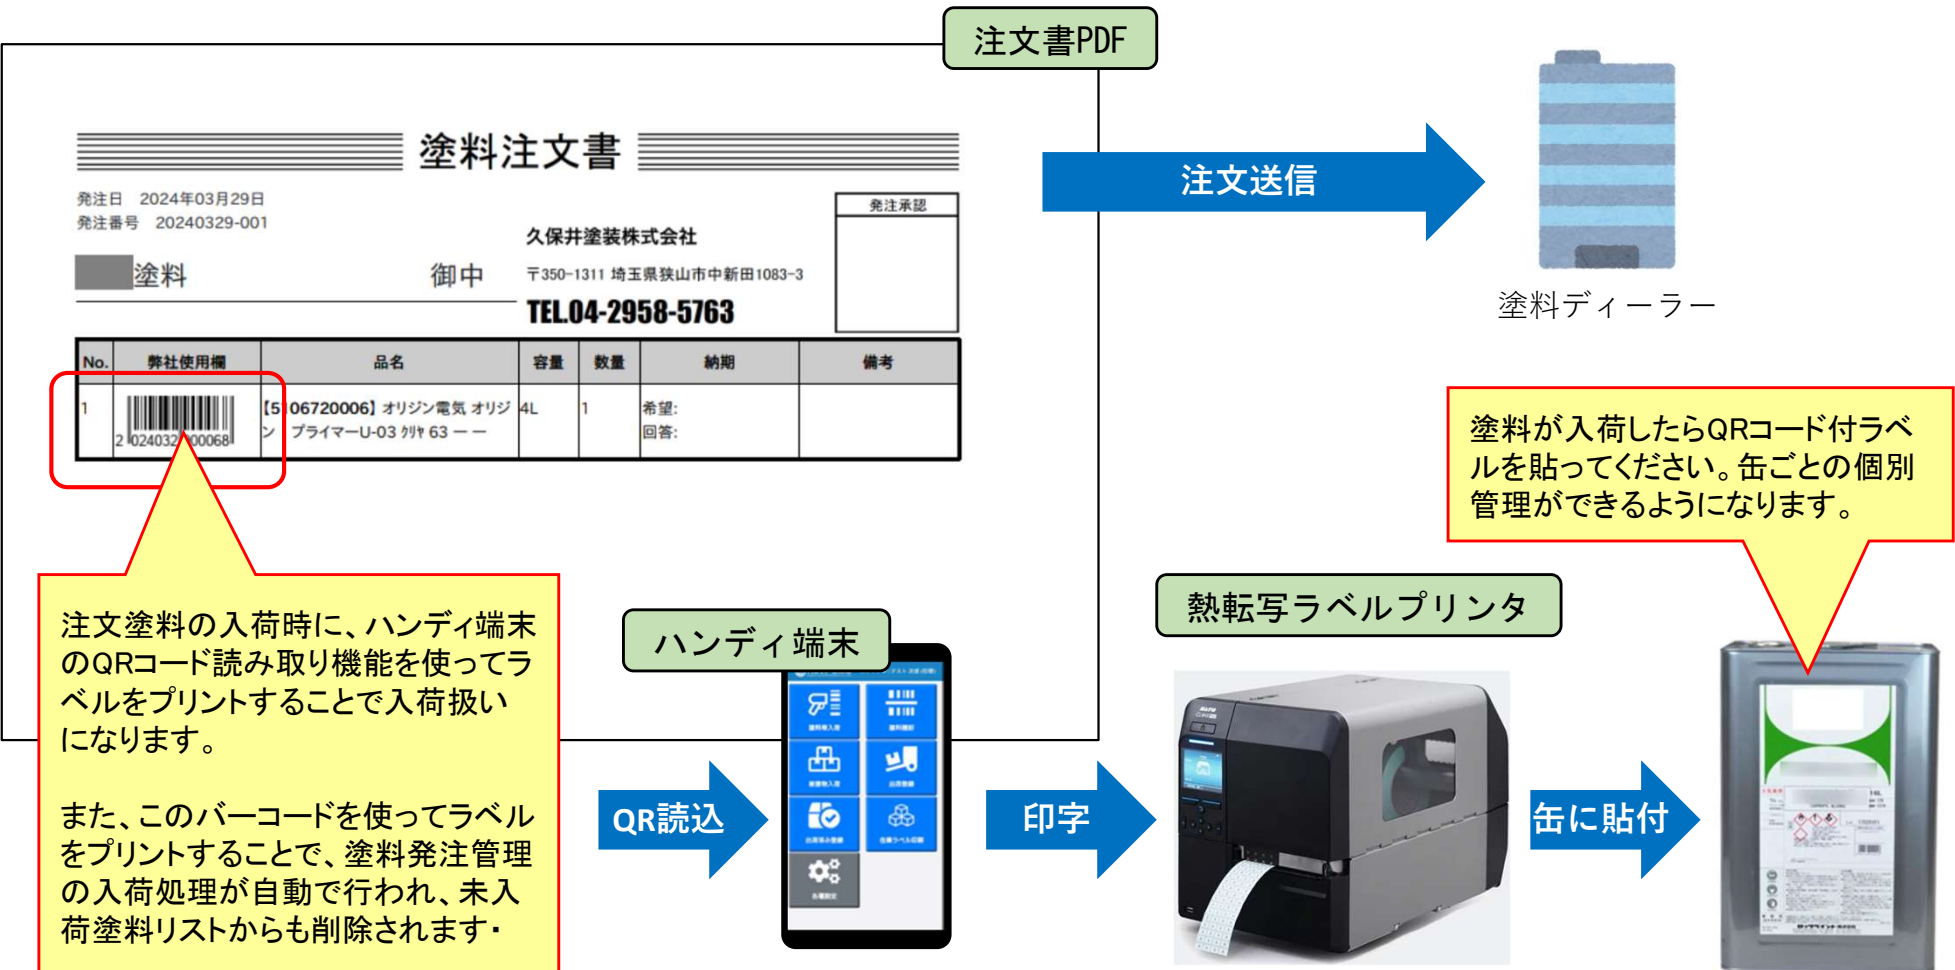 注文書PDF
塗料注文書
発注日 2024年03月29日
発注番号 20240329-001
塗料 御中
久保井塗装株式会社
〒350-1311 埼玉県狭山市中新田1083-3
TEL.04-2958-5763
発注承認
No. 弊社使用欄 品名 容量 数量 納期 備考
1 【5106720006】オリジン電気 オリジ 4L 1 希望:
ン プライマーU-03 クリヤ 63 ーー 回答:
注文送信
塗料ディーラー
塗料が入荷したらQRコード付ラベ
ルを貼ってください。缶ごとの個別
管理ができるようになります。
注文塗料の入荷時に、ハンディ端末
のQRコード読み取り機能を使ってラ
ベルをプリントすることで入荷扱い
になります。
また、このバーコードを使ってラベル
をプリントすることで、塗料発注管理
の入荷処理が自動で行われ、未入
荷塗料リストからも削除されます・
ハンディ端末
熱転写ラベルプリンタ
QR読込
印字
缶に貼付